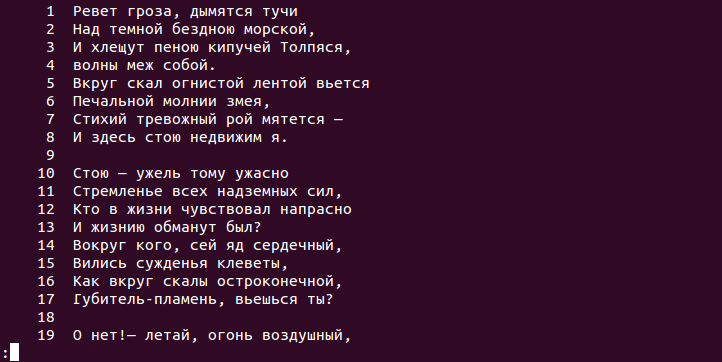 1 Ревет гроза, дымятся тучи
2 Над темной бездною морской,
3 И хлещут пеною кипучей Толпяся,
4 волны меж собой.
5 Вкруг скал огнистой лентой вьется
6 Печальной молнии змея,
7 Стихий тревожный рой мятется —
8 И здесь стою недвижим я.
9
10 Стою — ужель тому ужасно
11 Стремленье всех надземных сил,
12 Кто в жизни чувствовал напрасно
13 И жизнию обманут был?
14 Вокруг кого, сей яд сердечный,
15 Вились сужденья клеветы,
16 Как вкруг скалы остроконечной,
17 Губитель-пламень, вьешься ты?
18
19 О нет!— летай, огонь воздушный,
: